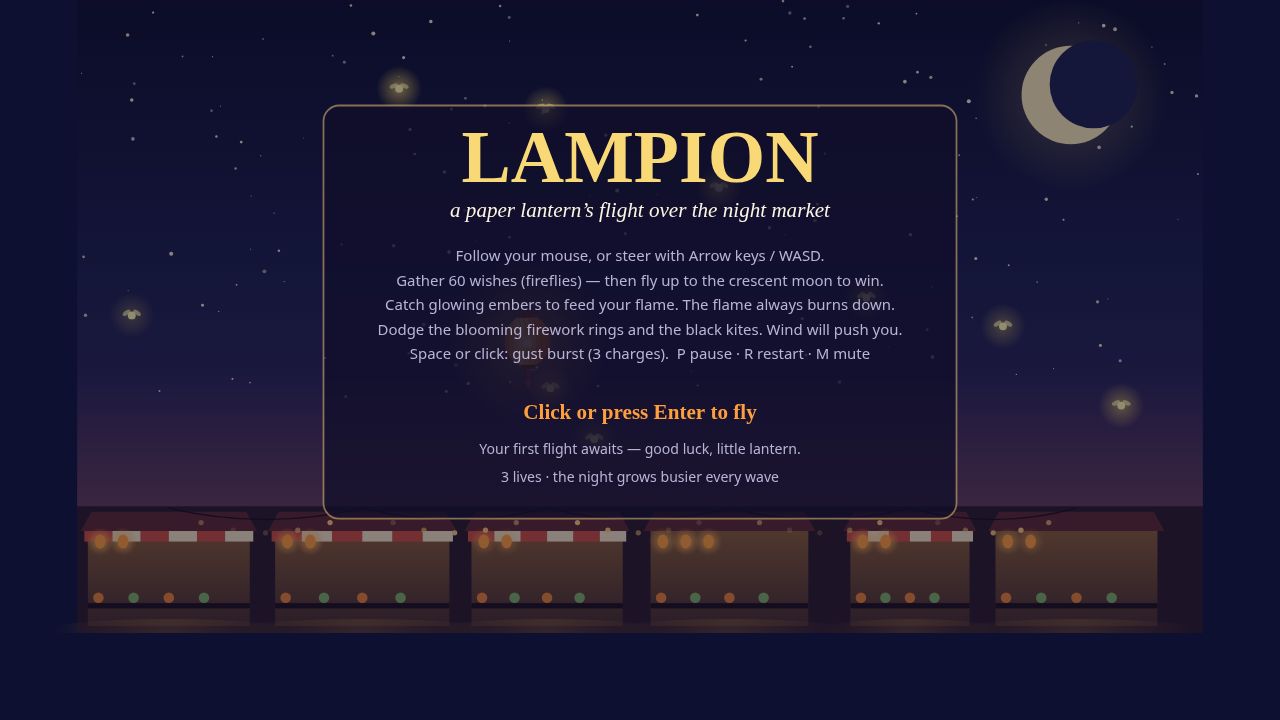 LAMPION
a paper lantern’s flight over the night market
Follow your mouse, or steer with Arrow keys / WASD.
Gather 60 wishes (fireflies) — then fly up to the crescent moon to win.
Catch glowing embers to feed your flame. The flame always burns down.
Dodge the blooming firework rings and the black kites. Wind will push you.
Space or click: gust burst (3 charges).  P pause · R restart · M mute
Click or press Enter to fly
Your first flight awaits — good luck, little lantern.
3 lives · the night grows busier every wave